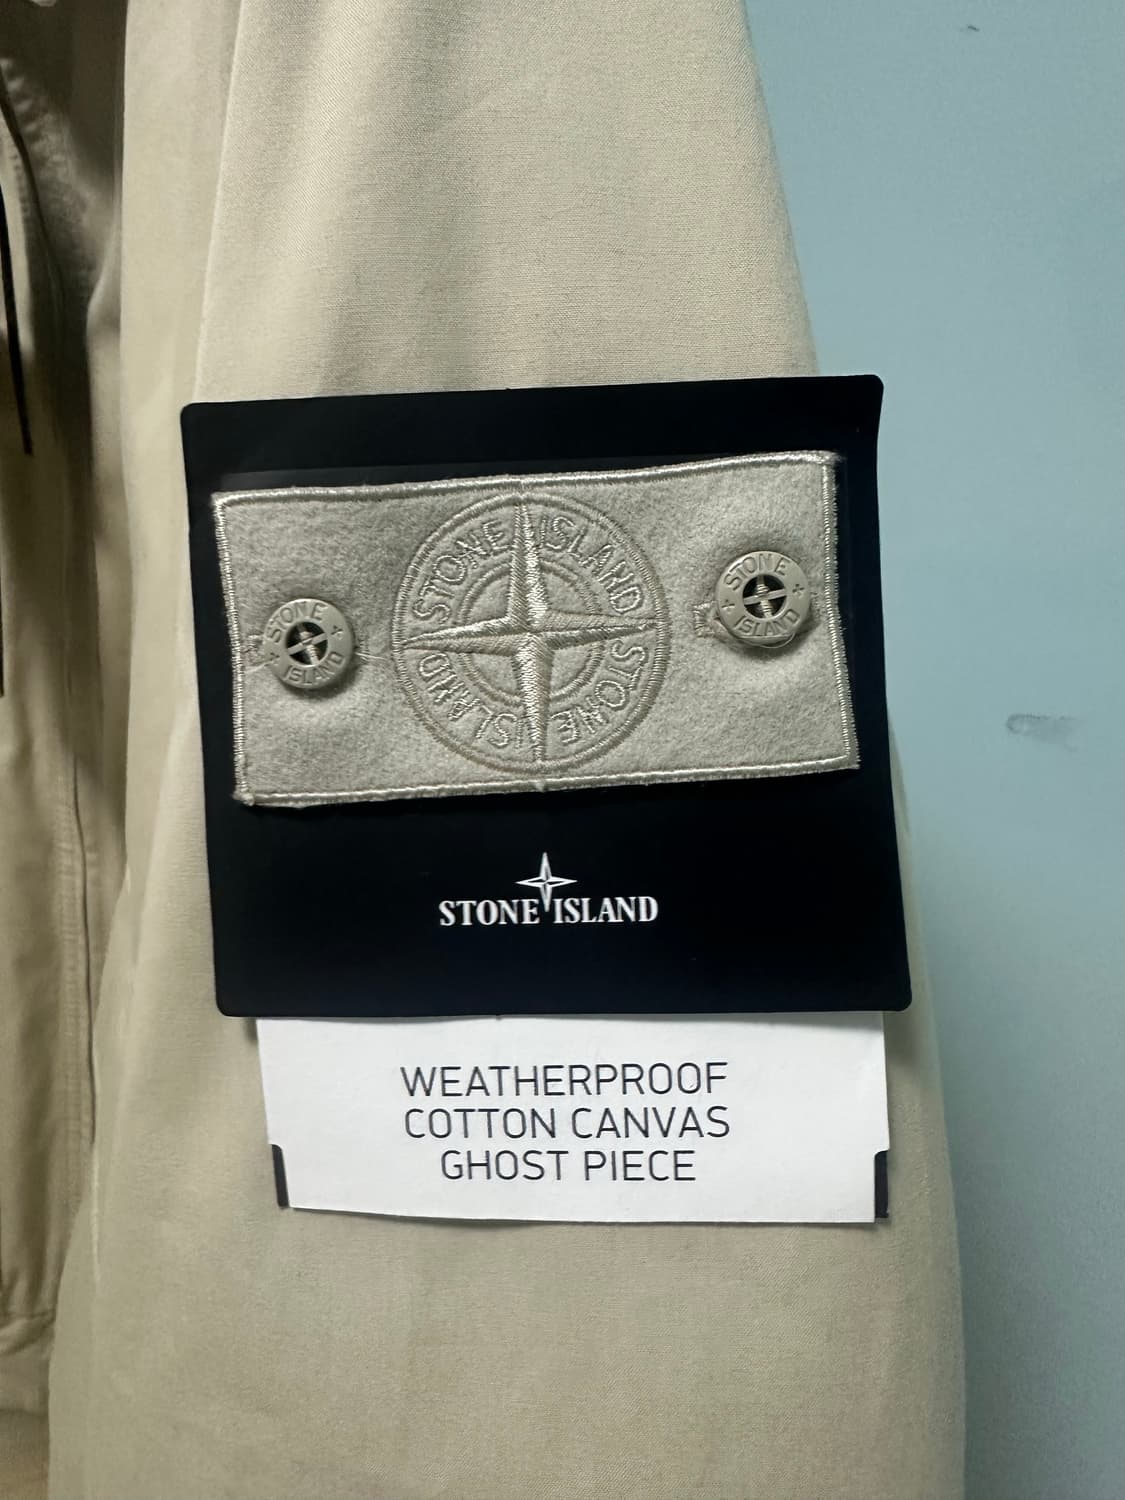 STONE ISLAND
STONE ISLAND
STONE
ISLAND
STONE
ISLAND
STONE ISLAND
WEATHERPROOF
COTTON CANVAS
GHOST PIECE